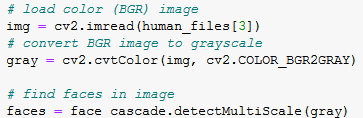 # load color (BGR) image
img = cv2.imread(human_files[3])
# convert BGR image to grayscale
gray = cv2.cvtColor(img, cv2.COLOR_BGR2GRAY)
# find faces in image
faces = face_cascade.detectMultiScale(gray)